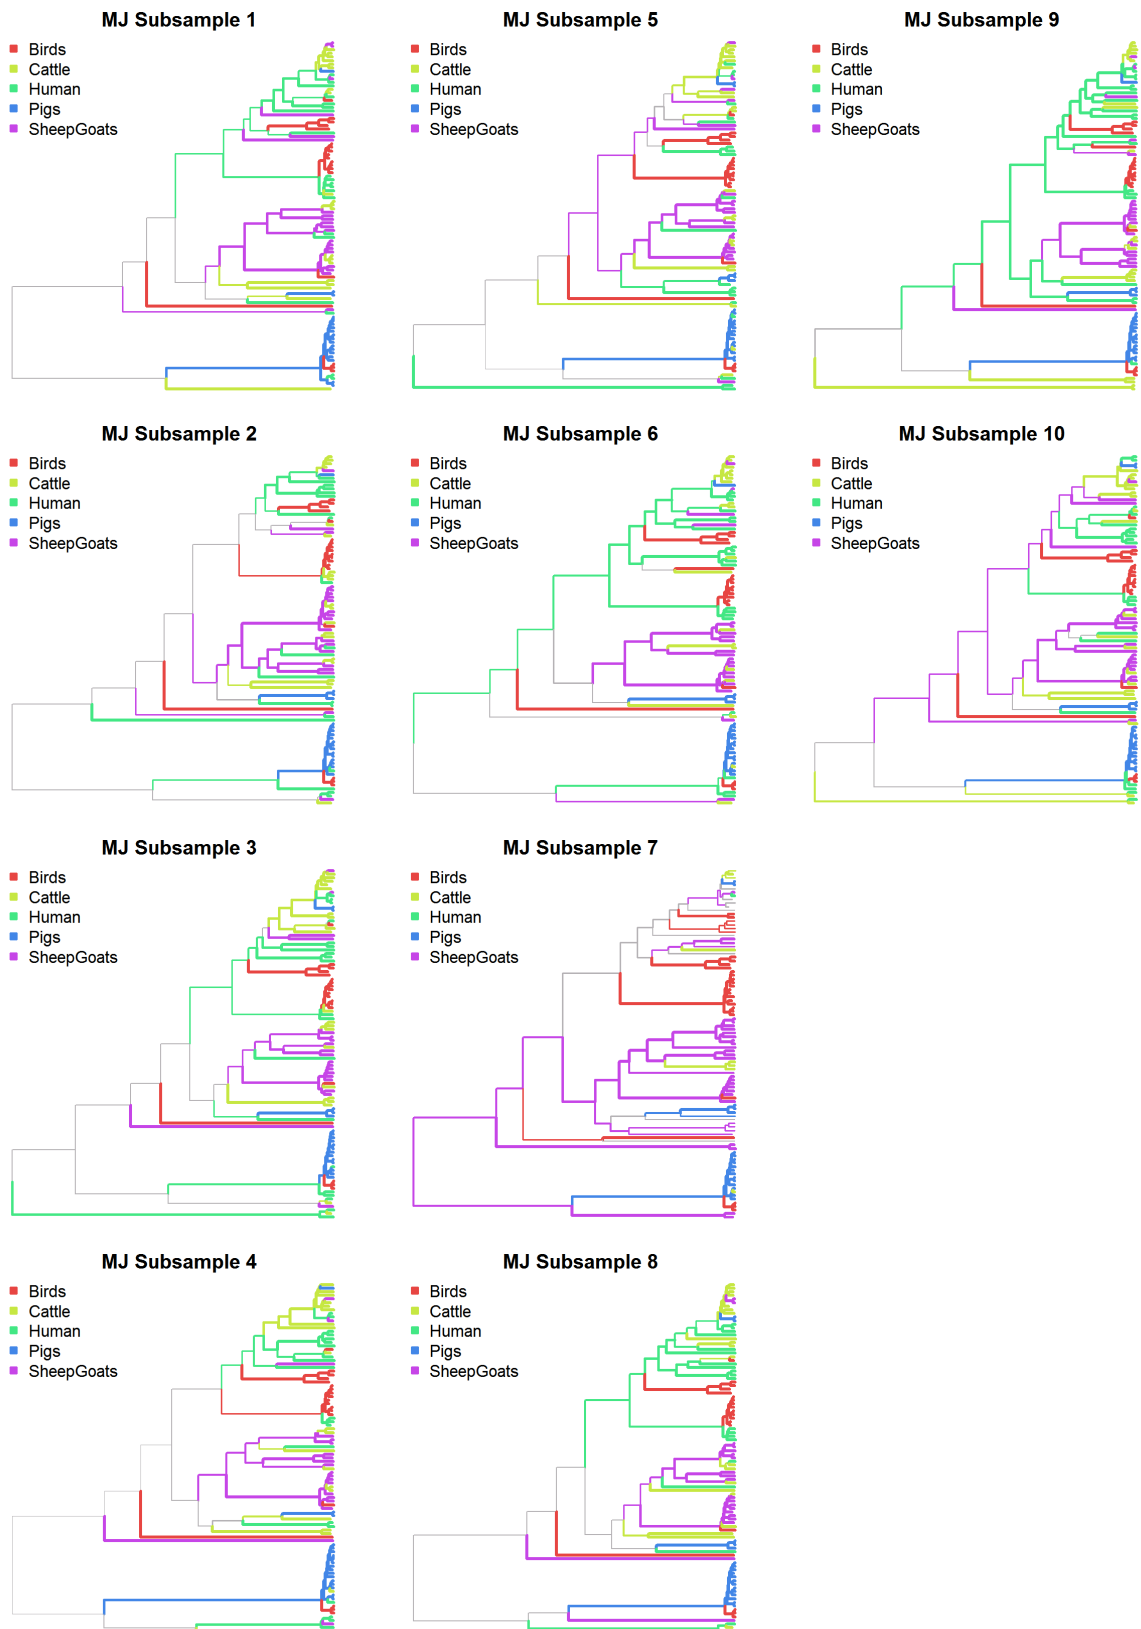 MJ Subsample 1
Birds
Cattle
Human
Pigs
SheepGoats
MJ Subsample 5
Birds
Cattle
Human
Pigs
SheepGoats
MJ Subsample 9
Birds
Cattle
Human
Pigs
SheepGoats
MJ Subsample 2
Birds
Cattle
Human
Pigs
SheepGoats
MJ Subsample 6
Birds
Cattle
Human
Pigs
SheepGoats
MJ Subsample 10
Birds
Cattle
Human
Pigs
SheepGoats
MJ Subsample 3
Birds
Cattle
Human
Pigs
SheepGoats
MJ Subsample 7
Birds
Cattle
Human
Pigs
SheepGoats
MJ Subsample 4
Birds
Cattle
Human
Pigs
SheepGoats
MJ Subsample 8
Birds
Cattle
Human
Pigs
SheepGoats